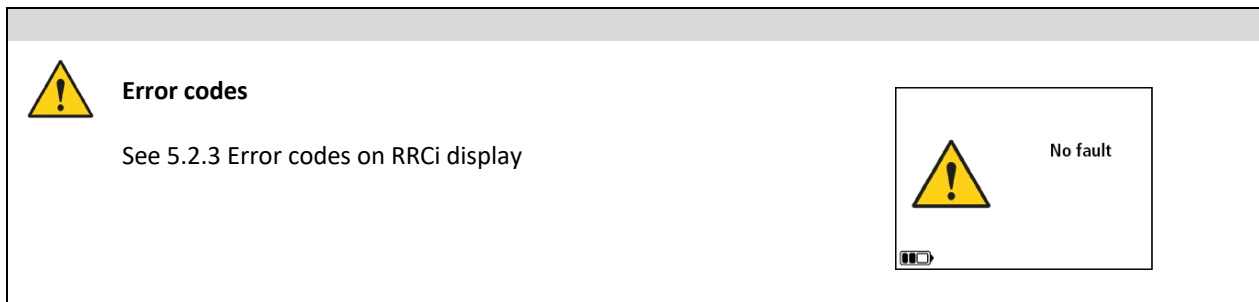 Error codes
See 5.2.3 Error codes on RRCi display
No fault